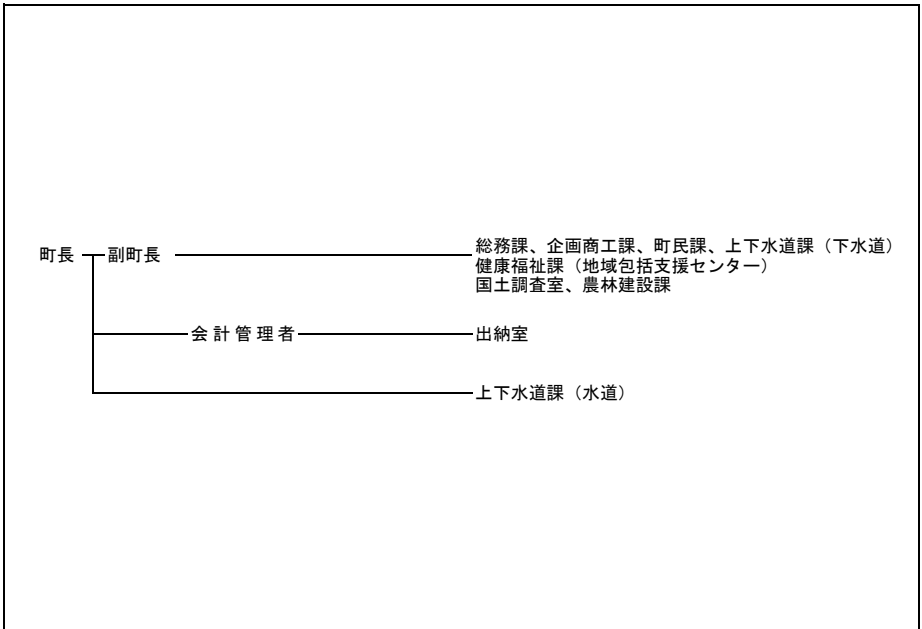 町長 副町長 総務課、企画商工課、町民課、上下水道課（下水道）
健康福祉課（地域包括支援センター）
国土調査室、農林建設課
会計管理者 出納室
上下水道課（水道）